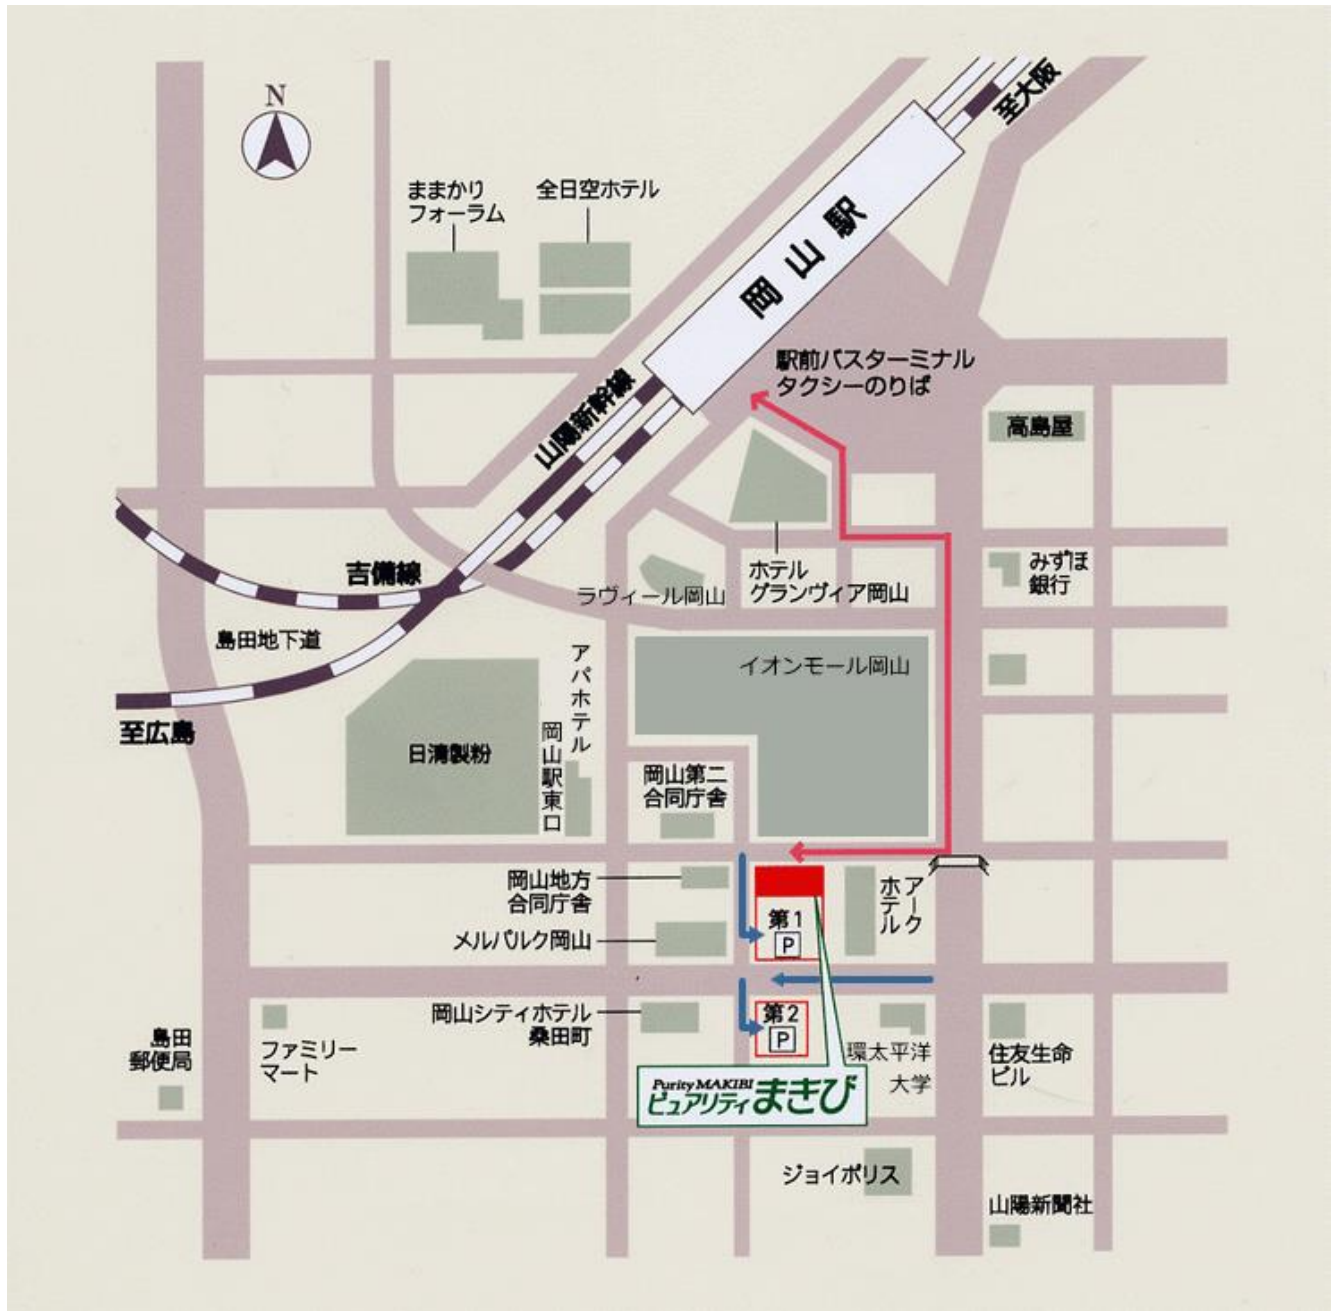 N
至大阪
ままかり
フォーラム
全日空ホテル
岡山駅
駅前バスターミナル
タクシーのりば
山陽新幹線
高島屋
吉備線
ホテル
グランヴィア岡山
みずほ
銀行
ラヴィール岡山
島田地下道
アパホテル
岡山駅東口
イオンモール岡山
至広島
日清製粉
岡山第二
合同庁舎
岡山地方
合同庁舎
アーク
ホテル
第1
P
メルパルク岡山
岡山シティホテル
桑田町
第2
P
島田
郵便局
ファミリー
マート
環太平洋
大学
住友生命
ビル
Purity MAKIBI
ピュアリティまきび
ジョイポリス
山陽新聞社